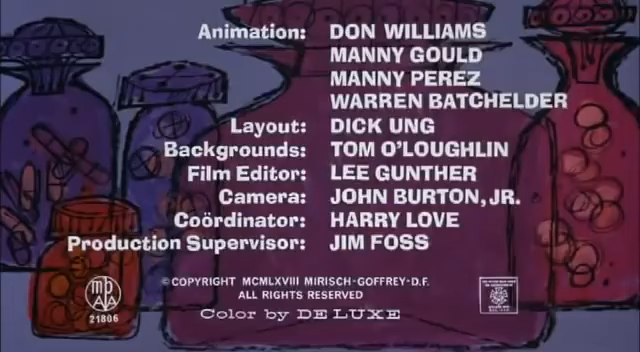 Animation: DON WILLIAMS
MANNY GOULD
MANNY PEREZ
WARREN BATCHELDER
Layout: DICK UNG
Backgrounds: TOM O'LOUGHLIN
Film Editor: LEE GUNTHER
Camera: JOHN BURTON, JR.
Coördinator: HARRY LOVE
Production Supervisor: JIM FOSS
© COPYRIGHT MCMLXVIII MIRISCH-GOFFREY-D.F.
ALL RIGHTS RESERVED
Color by DE LUXE
21806